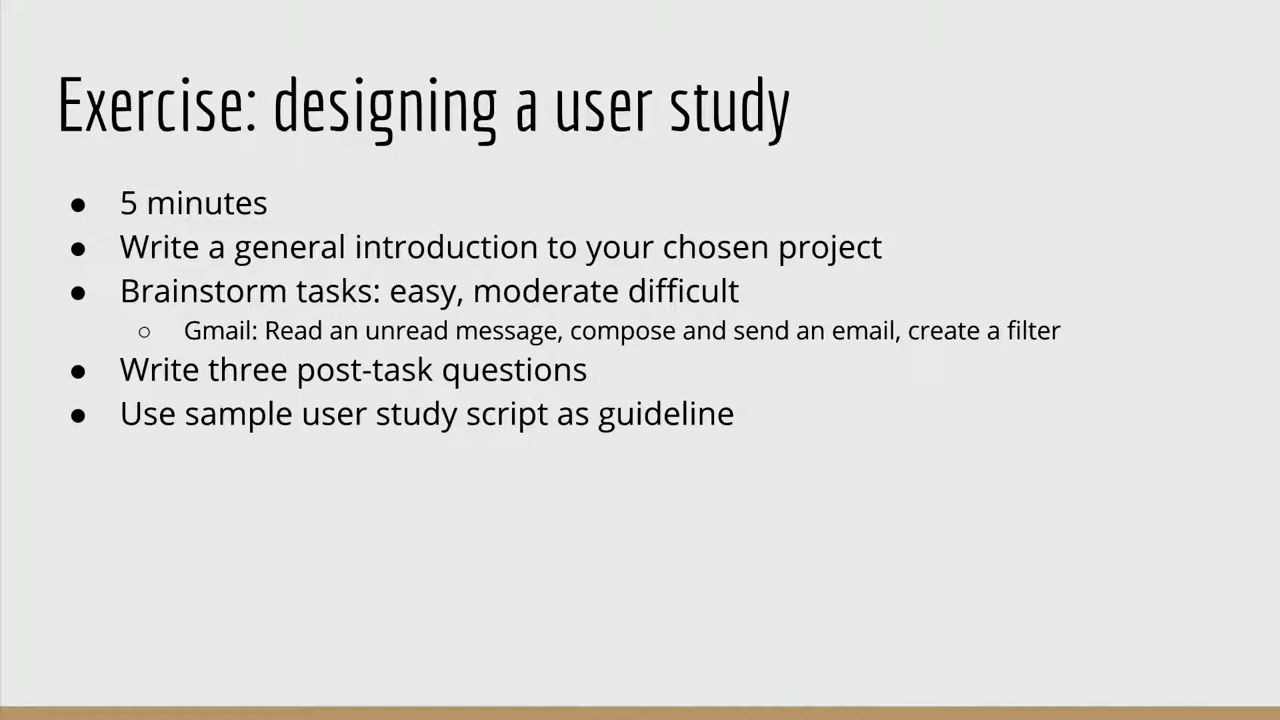 Exercise: designing a user study
● 5 minutes
● Write a general introduction to your chosen project
● Brainstorm tasks: easy, moderate difficult
○ Gmail: Read an unread message, compose and send an email, create a filter
● Write three post-task questions
● Use sample user study script as guideline